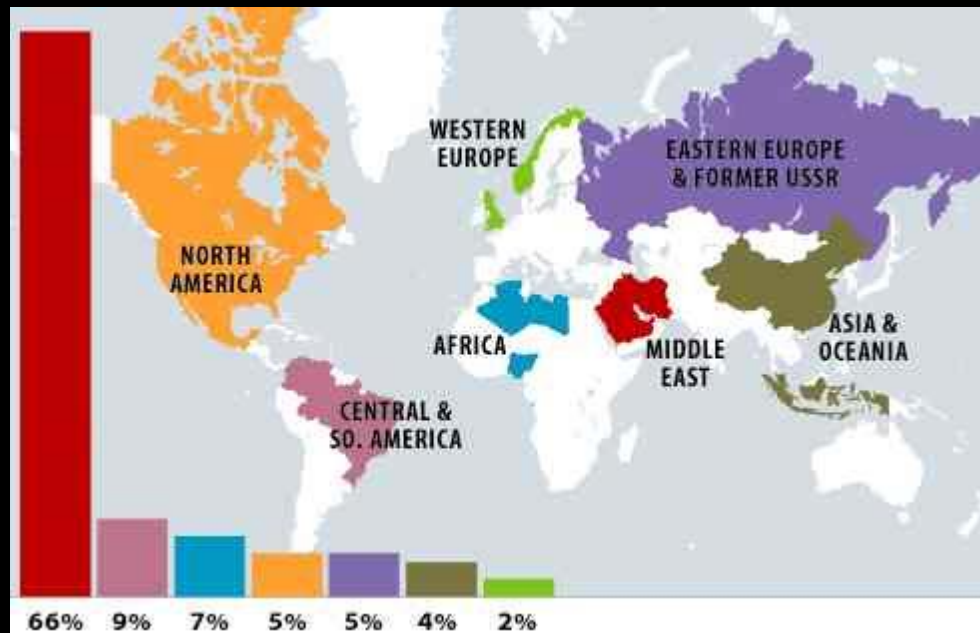 WESTERN
EUROPE
EASTERN EUROPE
& FORMER USSR
NORTH
AMERICA
AFRICA
MIDDLE
EAST
ASIA &
OCEANIA
CENTRAL &
SO. AMERICA
66% 9% 7% 5% 5% 4% 2%